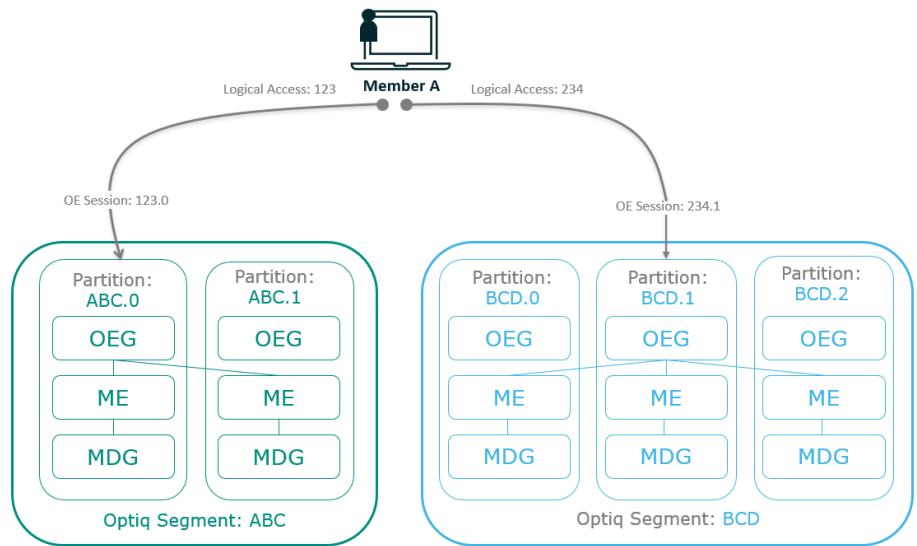 Member A
Logical Access: 123
Logical Access: 234
OE Session: 123.0
OE Session: 234.1
Partition:
ABC.0
OEG
ME
MDG
Partition:
ABC.1
OEG
ME
MDG
Optiq Segment: ABC
Partition:
BCD.0
OEG
ME
MDG
Partition:
BCD.1
OEG
ME
MDG
Partition:
BCD.2
OEG
ME
MDG
Optiq Segment: BCD